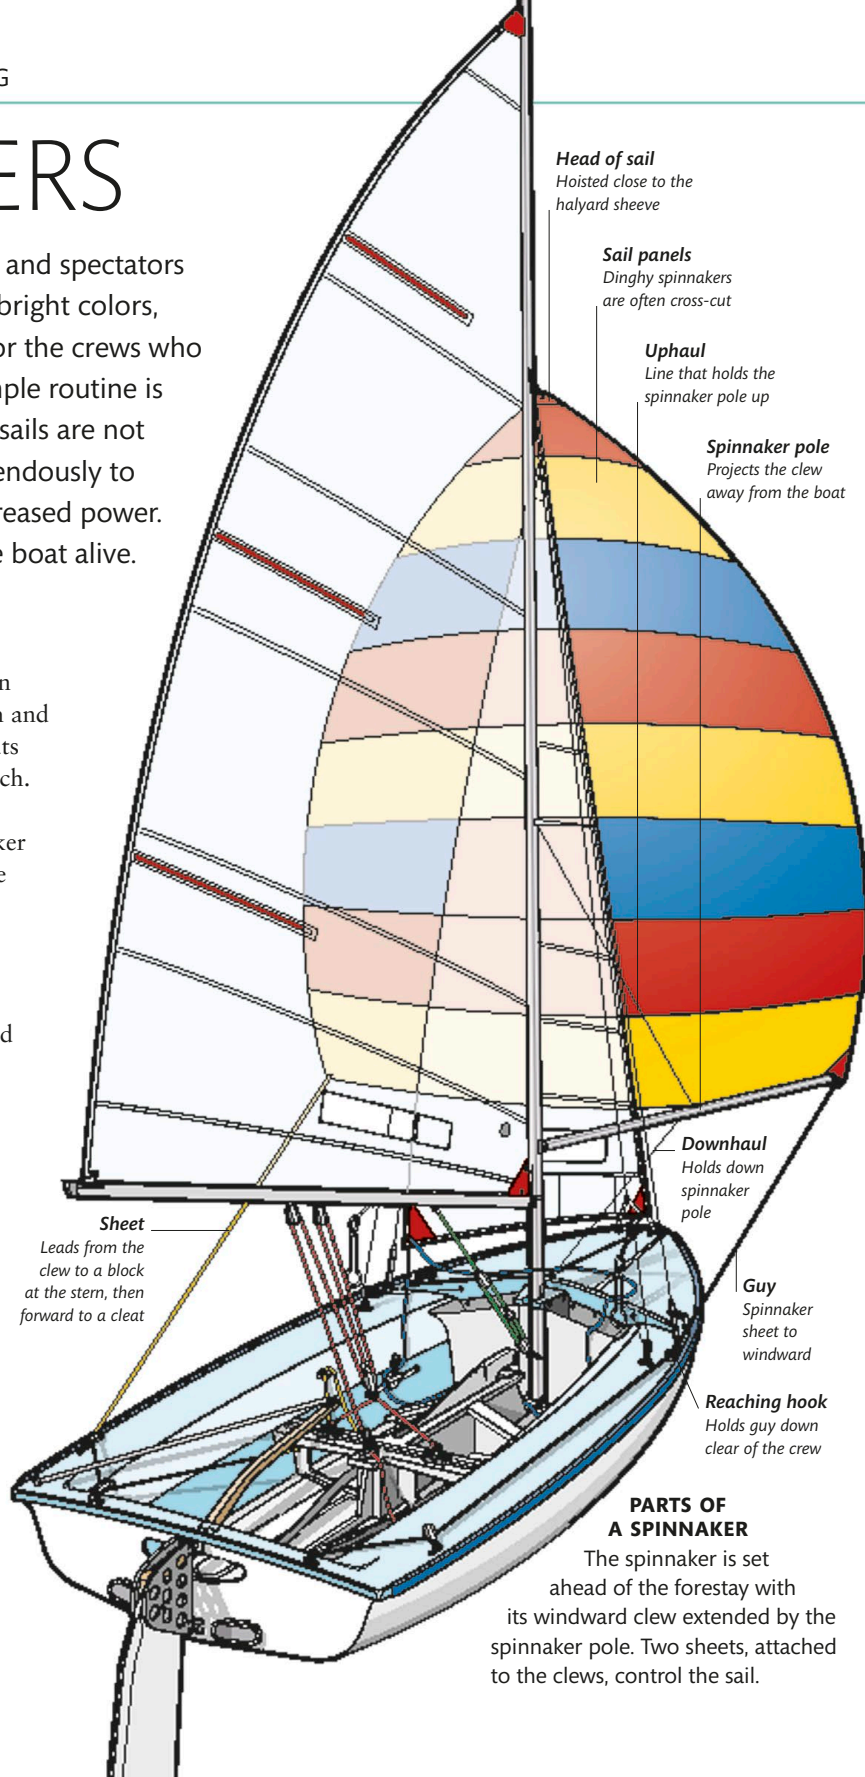 G
ERS
and spectators
bright colors,
or the crews who
mple routine is
sails are not
endously to
reased power.
e boat alive.
n
n and
ts
ch.
ker
e
d
Head of sail
Hoisted close to the
halyard sheeve
Sail panels
Dinghy spinnakers
are often cross-cut
Uphaul
Line that holds the
spinnaker pole up
Spinnaker pole
Projects the clew
away from the boat
Downhaul
Holds down
spinnaker
pole
Sheet
Leads from the
clew to a block
at the stern, then
forward to a cleat
Guy
Spinnaker
sheet to
windward
Reaching hook
Holds guy down
clear of the crew
PARTS OF
A SPINNAKER
The spinnaker is set
ahead of the forestay with
its windward clew extended by the
spinnaker pole. Two sheets, attached
to the clews, control the sail.